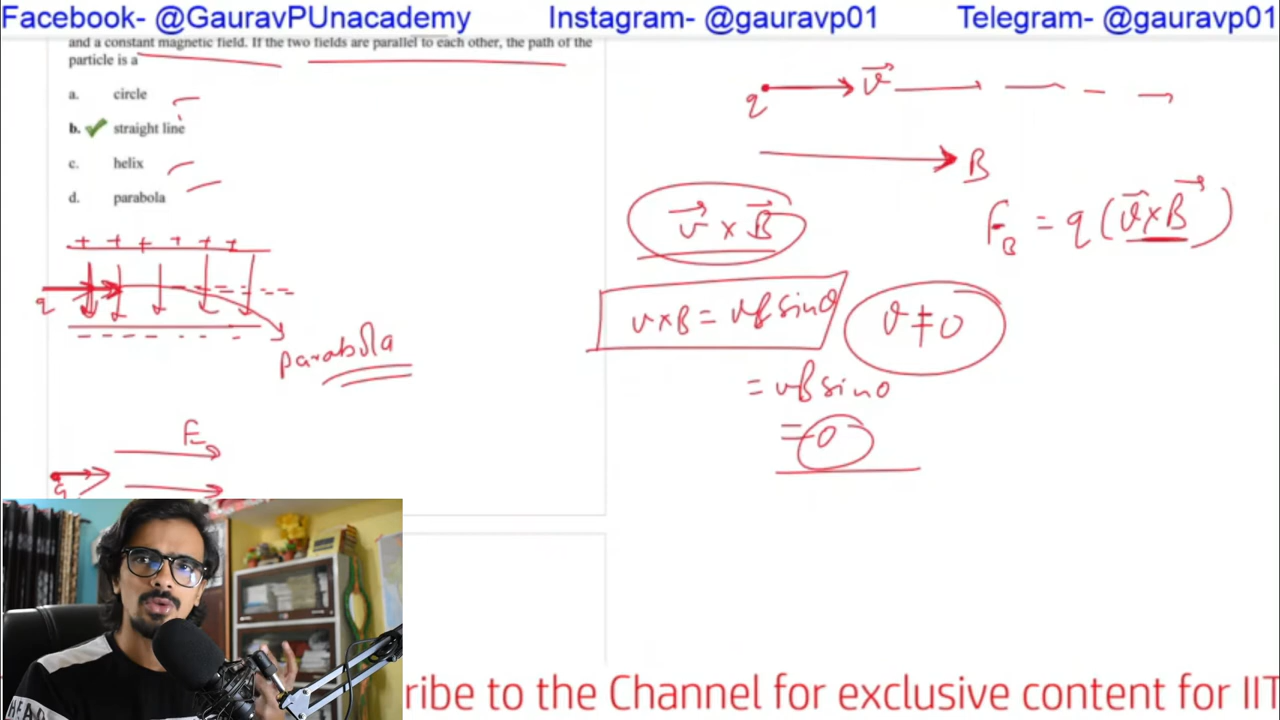 Facebook- @GauravPUnacademy Instagram- @gauravp01 Telegram- @gauravp01
and a constant magnetic field. If the two fields are parallel to each other, the path of the
particle is a
a. circle
b. straight line
c. helix
d. parabola
+ + + + + +
q
- - - - - - -
parabola
F
q
q v
B
v × B
F_B = q (v×B)
v×B = vB sinθ
v ≠ 0
= vB sin0
= 0
HEAD
ribe to the Channel for exclusive content for IIT